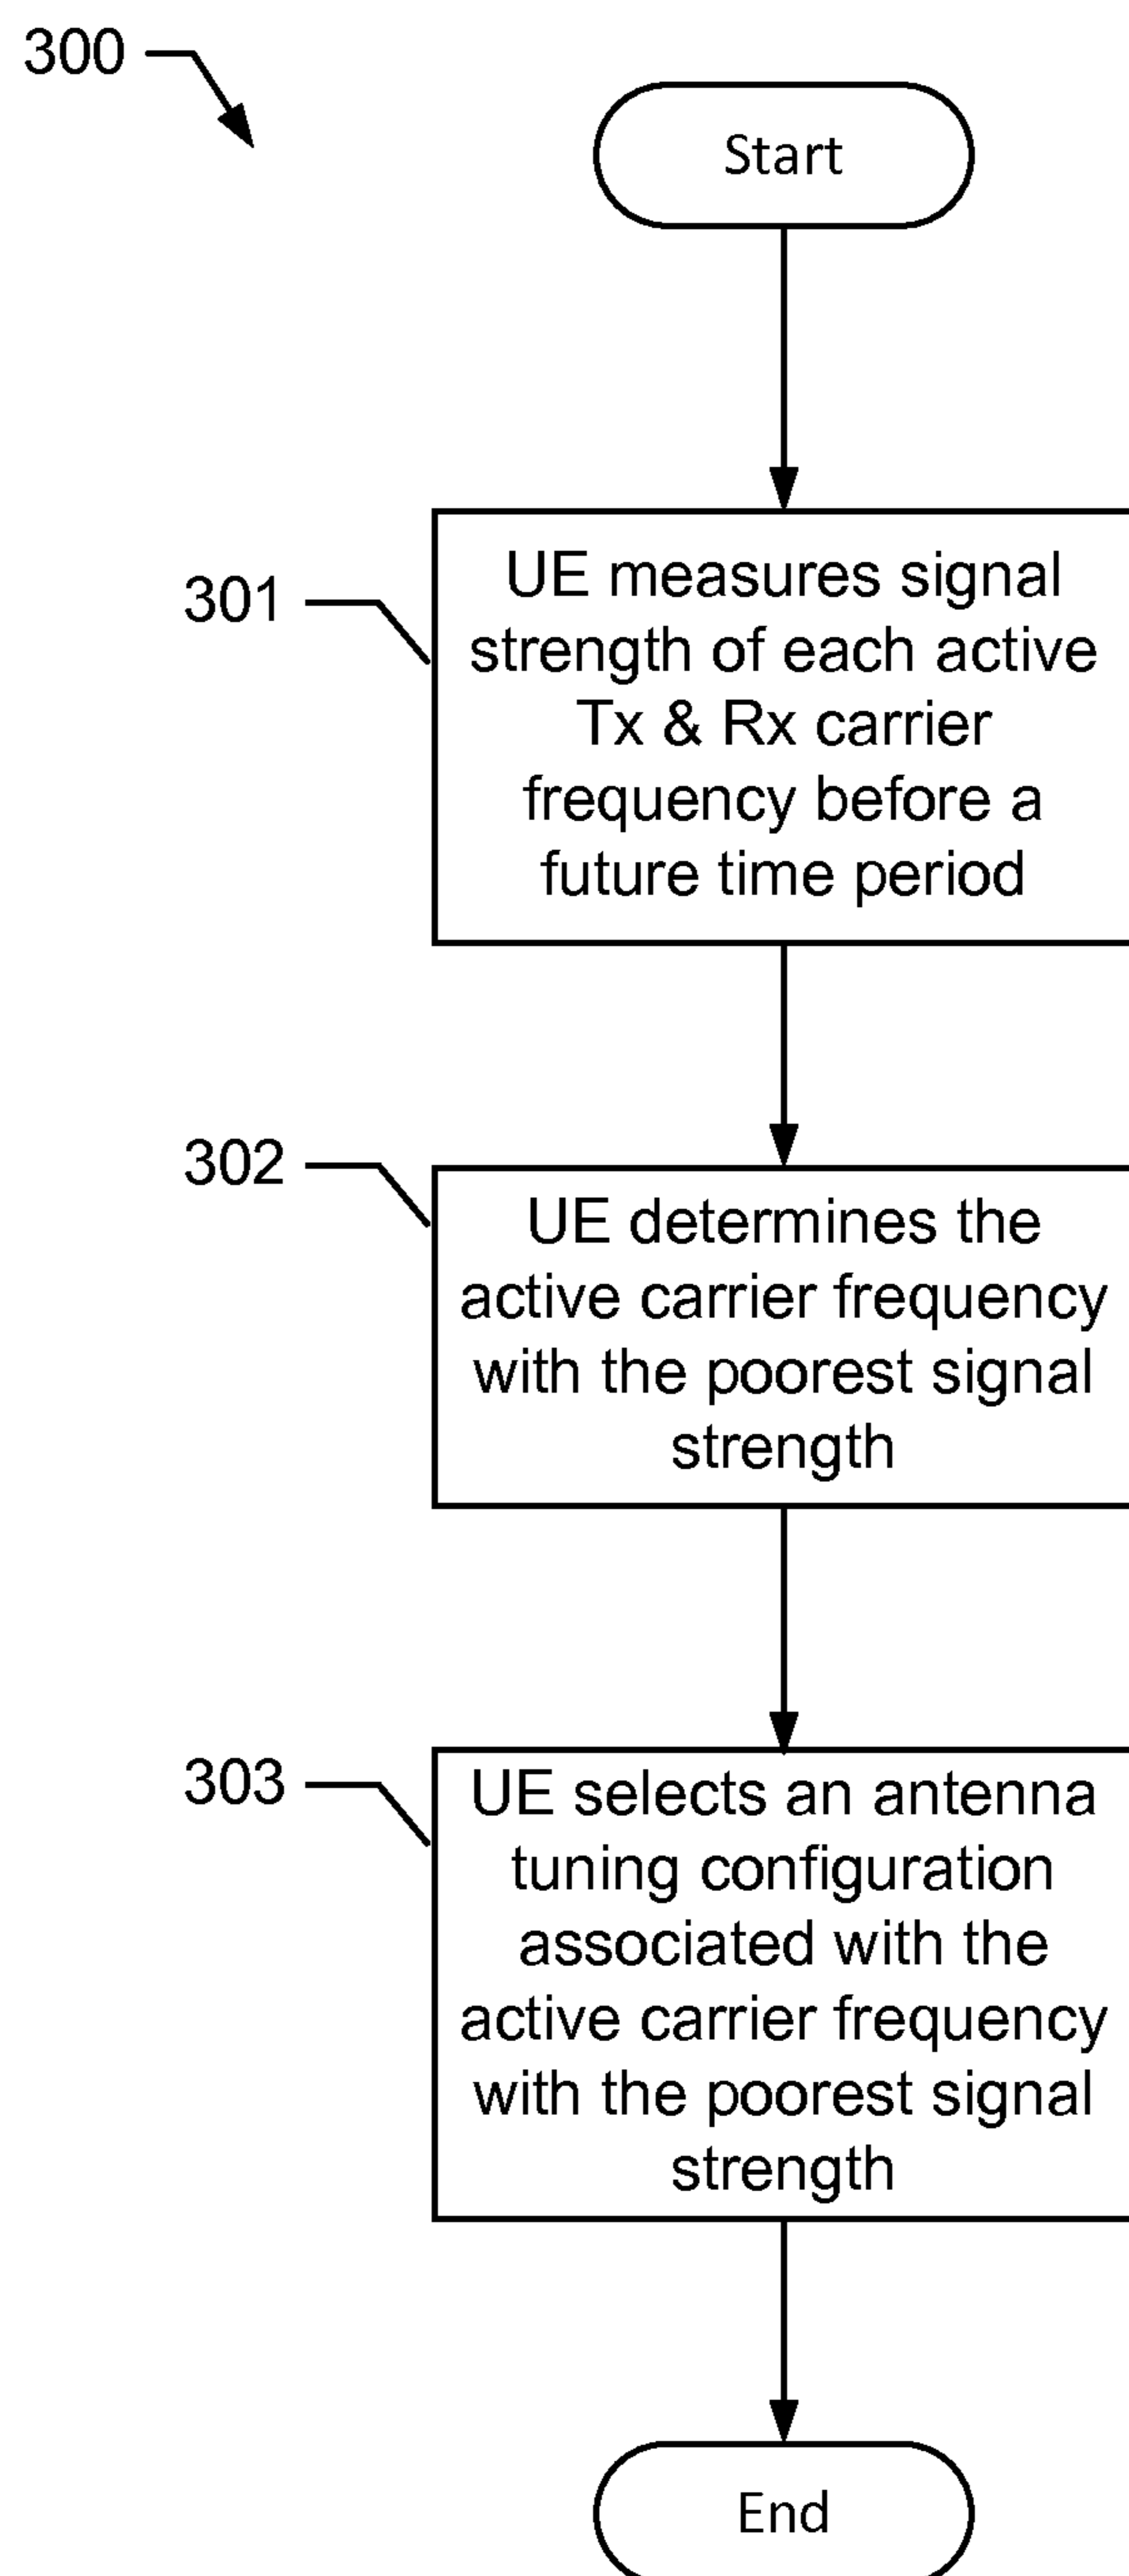 300
Start
301
UE measures signal
strength of each active
Tx & Rx carrier
frequency before a
future time period
302
UE determines the
active carrier frequency
with the poorest signal
strength
303
UE selects an antenna
tuning configuration
associated with the
active carrier frequency
with the poorest signal
strength
End